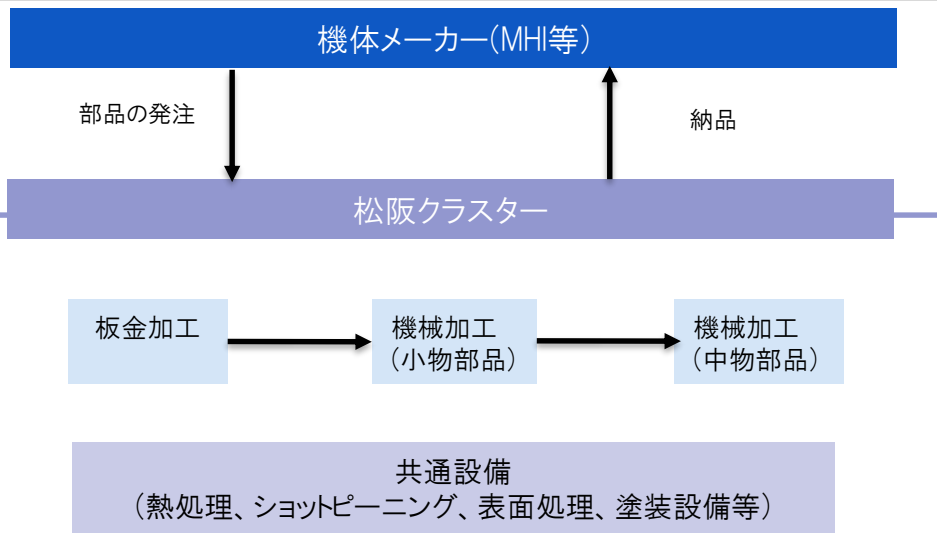 機体メーカー(MHI等)
部品の発注
納品
松阪クラスター
板金加工
機械加工
(小物部品)
機械加工
(中物部品)
共通設備
(熱処理、ショットピーニング、表面処理、塗装設備等)